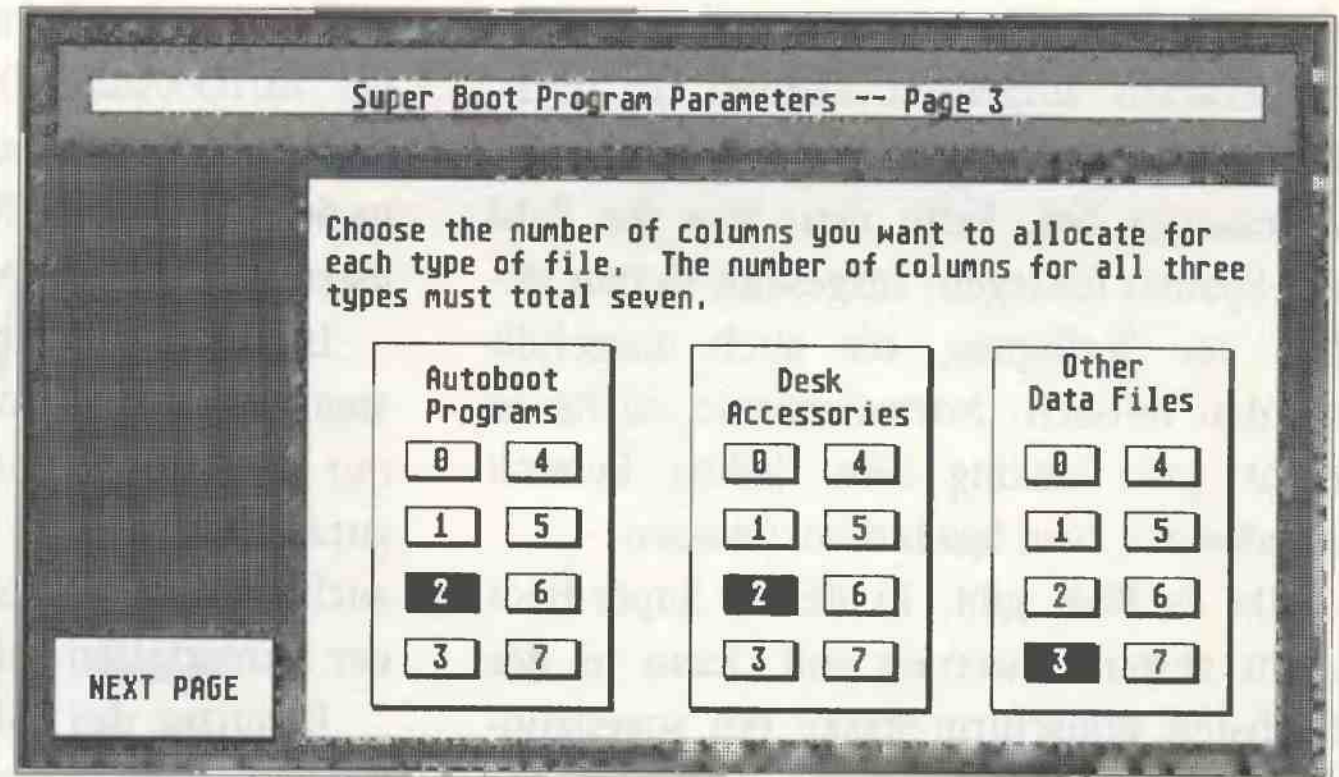 Super Boot Program Parameters -- Page 3
Choose the number of columns you want to allocate for
each type of file. The number of columns for all three
types must total seven.
Autoboot
Programs
0 4
1 5
2 6
3 7
Desk
Accessories
0 4
1 5
2 6
3 7
Other
Data Files
0 4
1 5
2 6
3 7
NEXT PAGE